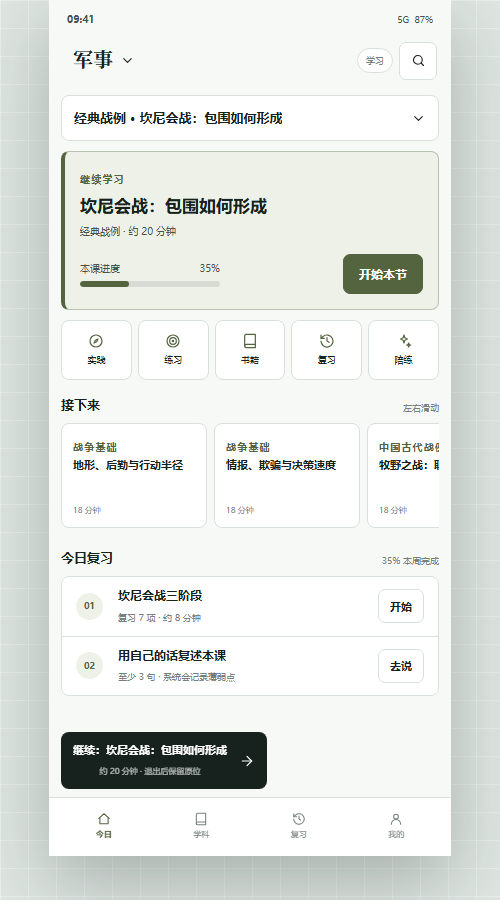 09:41
5G 87%
军事
学习
经典战例 • 坎尼会战：包围如何形成
继续学习
坎尼会战：包围如何形成
经典战例 · 约 20 分钟
本课进度
35%
开始本节
实践
练习
书籍
复习
陪练
接下来
左右滑动
战争基础
地形、后勤与行动半径
18 分钟
战争基础
情报、欺骗与决策速度
18 分钟
中国古代战
牧野之战：
18 分钟
今日复习
35% 本周完成
01
坎尼会战三阶段
复习 7 项 · 约 8 分钟
开始
02
用自己的话复述本课
至少 3 句 · 系统会记录薄弱点
去说
继续：坎尼会战：包围如何形成
约 20 分钟 · 退出后保留原位
今日
学科
复习
我的